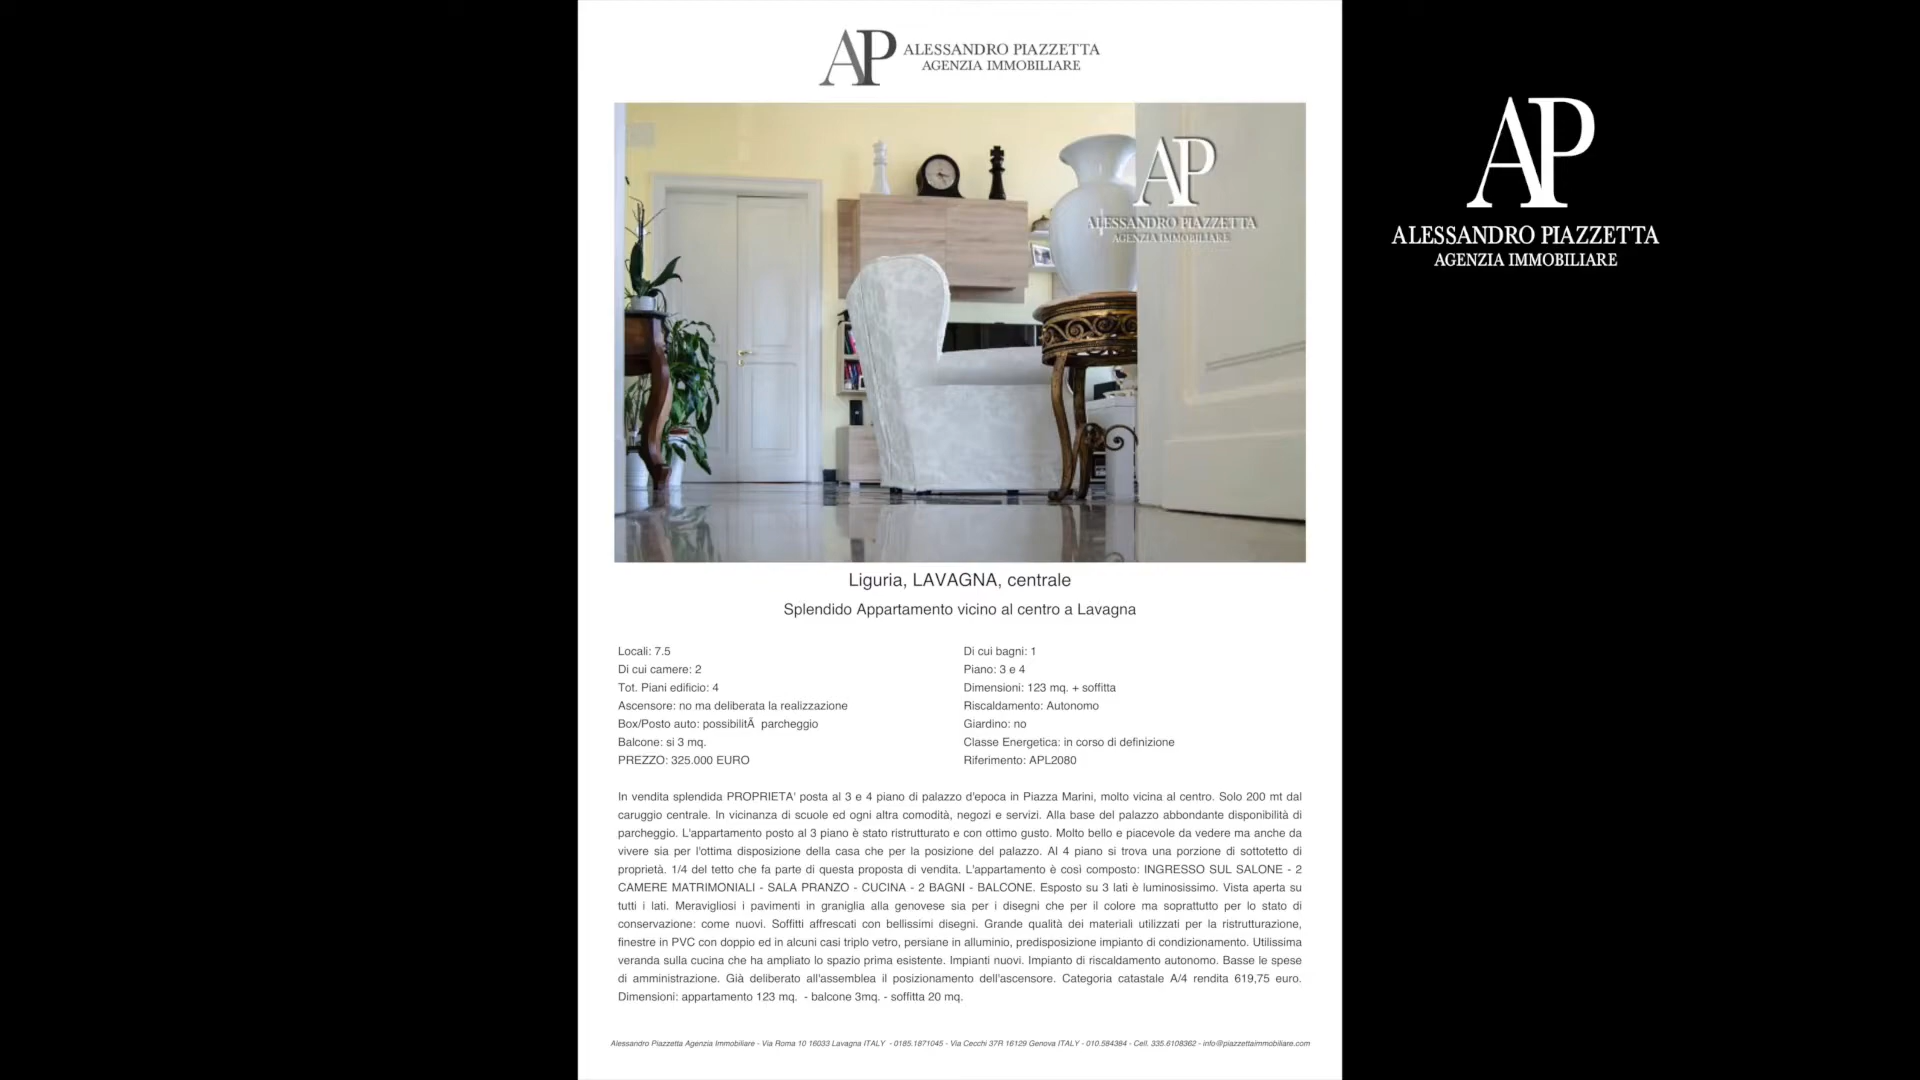 AP ALESSANDRO PIAZZETTA
AGENZIA IMMOBILIARE
AP
ALESSANDRO PIAZZETTA
AGENZIA IMMOBILIARE
AP
ALESSANDRO PIAZZETTA
AGENZIA IMMOBILIARE
Liguria, LAVAGNA, centrale
Splendido Appartamento vicino al centro a Lavagna
Locali: 7.5
Di cui camere: 2
Tot. Piani edificio: 4
Ascensore: no ma deliberata la realizzazione
Box/Posto auto: possibilitÃ  parcheggio
Balcone: si 3 mq.
PREZZO: 325.000 EURO
Di cui bagni: 1
Piano: 3 e 4
Dimensioni: 123 mq. + soffitta
Riscaldamento: Autonomo
Giardino: no
Classe Energetica: in corso di definizione
Riferimento: APL2080
In vendita splendida PROPRIETA' posta al 3 e 4 piano di palazzo d'epoca in Piazza Marini, molto vicina al centro. Solo 200 mt dal
caruggio centrale. In vicinanza di scuole ed ogni altra comodità, negozi e servizi. Alla base del palazzo abbondante disponibilità di
parcheggio. L'appartamento posto al 3 piano è stato ristrutturato e con ottimo gusto. Molto bello e piacevole da vedere ma anche da
vivere sia per l'ottima disposizione della casa che per la posizione del palazzo. Al 4 piano si trova una porzione di sottotetto di
proprietà. 1/4 del tetto che fa parte di questa proposta di vendita. L'appartamento è così composto: INGRESSO SUL SALONE - 2
CAMERE MATRIMONIALI - SALA PRANZO - CUCINA - 2 BAGNI - BALCONE. Esposto su 3 lati è luminosissimo. Vista aperta su
tutti i lati. Meravigliosi i pavimenti in graniglia alla genovese sia per i disegni che per il colore ma soprattutto per lo stato di
conservazione: come nuovi. Soffitti affrescati con bellissimi disegni. Grande qualità dei materiali utilizzati per la ristrutturazione,
finestre in PVC con doppio ed in alcuni casi triplo vetro, persiane in alluminio, predisposizione impianto di condizionamento. Utilissima
veranda sulla cucina che ha ampliato lo spazio prima esistente. Impianti nuovi. Impianto di riscaldamento autonomo. Basse le spese
di amministrazione. Già deliberato all'assemblea il posizionamento dell'ascensore. Categoria catastale A/4 rendita 619,75 euro.
Dimensioni: appartamento 123 mq.  - balcone 3mq. - soffitta 20 mq.
Alessandro Piazzetta Agenzia Immobiliare - Via Roma 10 16033 Lavagna ITALY  - 0185.1871045 - Via Cecchi 37R 16129 Genova ITALY - 010.584384 - Cell. 335.6108362 - info@piazzettaimmobiliare.com